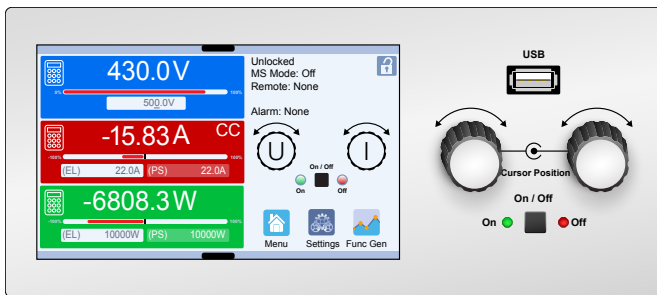 430.0V
0%
100%
500.0V
-15.83A CC
-100%
100%
(EL) 22.0A (PS) 22.0A
-6808.3W
-100%
100%
(EL) 10000W (PS) 10000W
Unlocked
MS Mode: Off
Remote: None
Alarm: None
U I
On / Off
On Off
Menu Settings Func Gen
USB
Cursor Position
On / Off
On Off